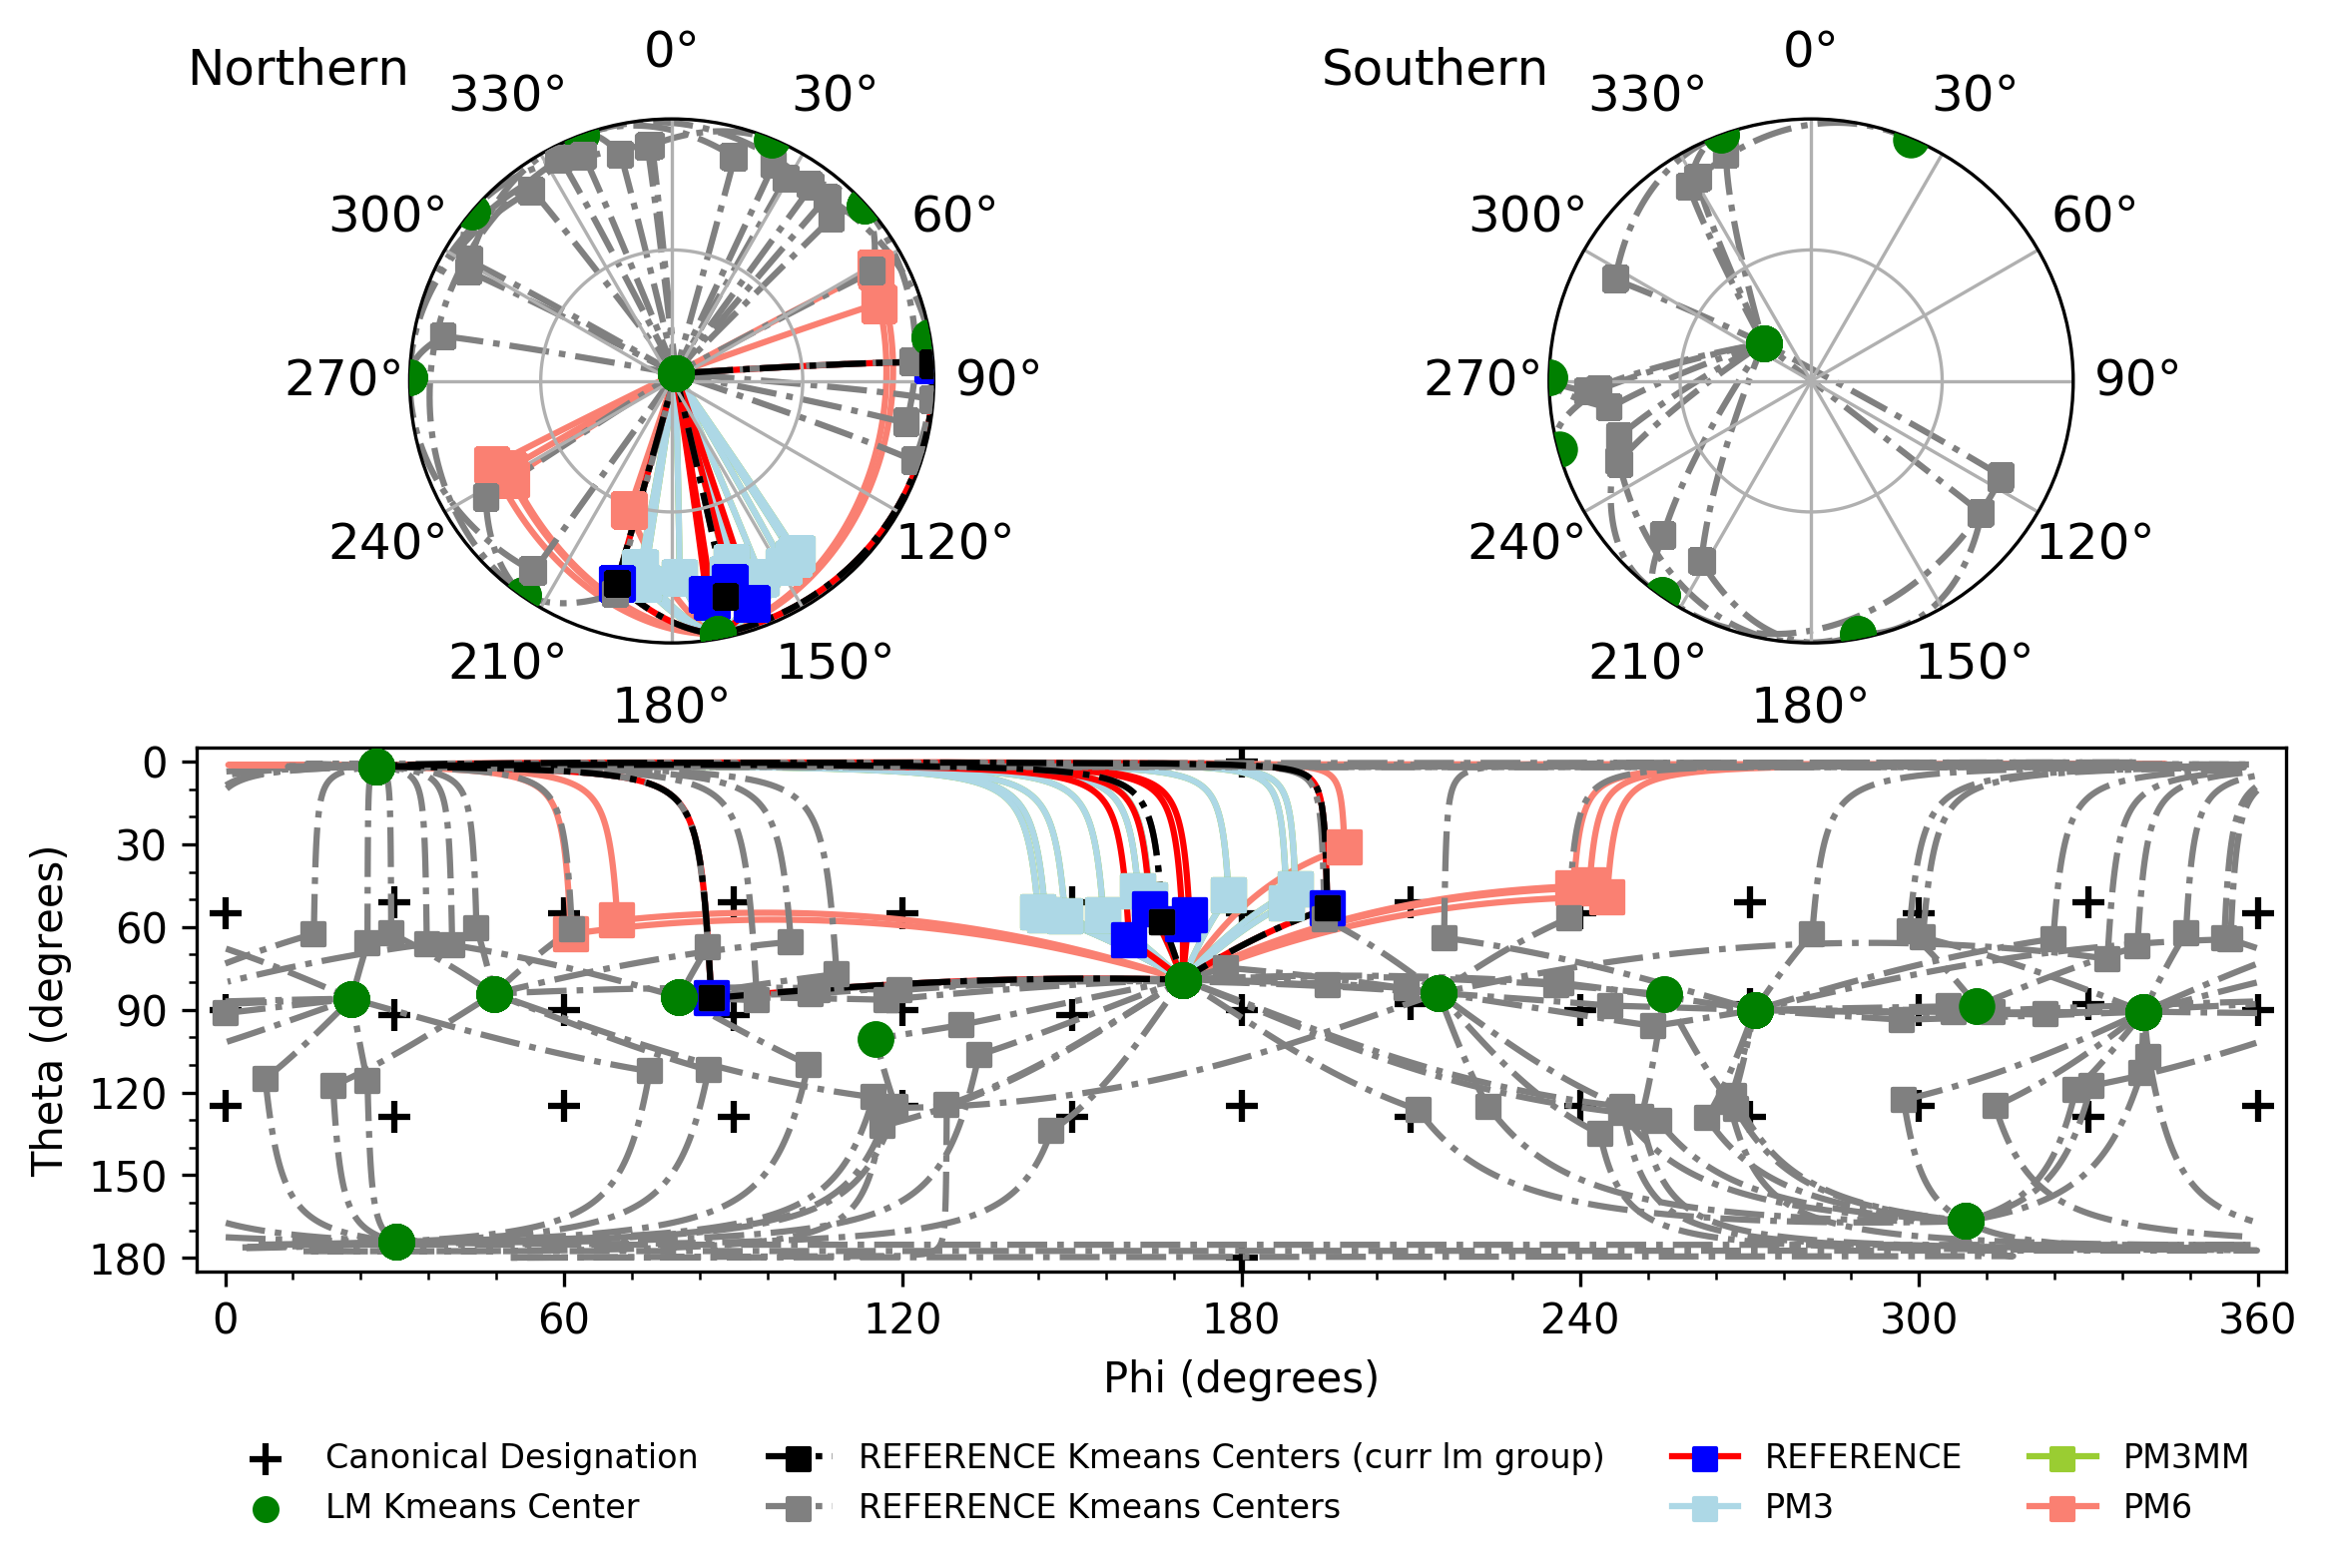 Northern
0°
30°
60°
90°
120°
150°
180°
210°
240°
270°
300°
330°
Southern
0°
30°
60°
90°
120°
150°
180°
210°
240°
270°
300°
330°
Theta (degrees)
0
30
60
90
120
150
180
0 60 120 180 240 300 360
Phi (degrees)
Canonical Designation
LM Kmeans Center
REFERENCE Kmeans Centers (curr lm group)
REFERENCE Kmeans Centers
REFERENCE
PM3
PM3MM
PM6